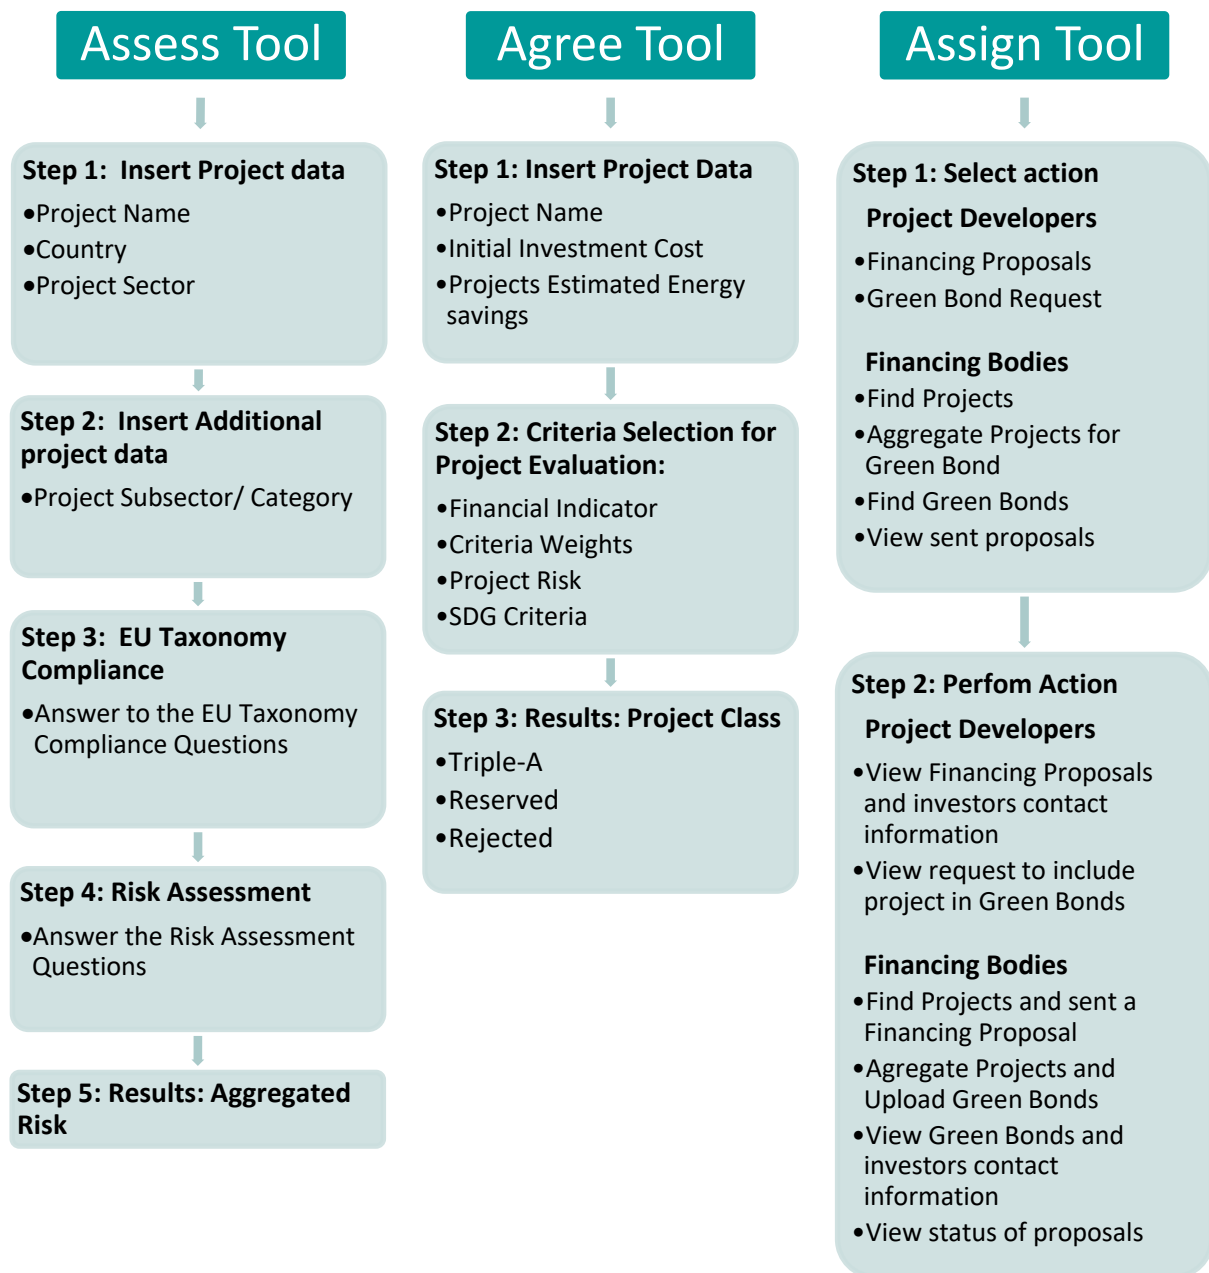 Assess Tool
Step 1:  Insert Project data
•Project Name
•Country
•Project Sector
Step 2:  Insert Additional
project data
•Project Subsector/ Category
Step 3:  EU Taxonomy
Compliance
•Answer to the EU Taxonomy
Compliance Questions
Step 4: Risk Assessment
•Answer the Risk Assessment
Questions
Step 5: Results: Aggregated
Risk
Agree Tool
Step 1: Insert Project Data
•Project Name
•Initial Investment Cost
•Projects Estimated Energy
savings
Step 2: Criteria Selection for
Project Evaluation:
•Financial Indicator
•Criteria Weights
•Project Risk
•SDG Criteria
Step 3: Results: Project Class
•Triple-A
•Reserved
•Rejected
Assign Tool
Step 1: Select action
Project Developers
•Financing Proposals
•Green Bond Request
Financing Bodies
•Find Projects
•Aggregate Projects for
Green Bond
•Find Green Bonds
•View sent proposals
Step 2: Perfom Action
Project Developers
•View Financing Proposals
and investors contact
information
•View request to include
project in Green Bonds
Financing Bodies
•Find Projects and sent a
Financing Proposal
•Agregate Projects and
Upload Green Bonds
•View Green Bonds and
investors contact
information
•View status of proposals